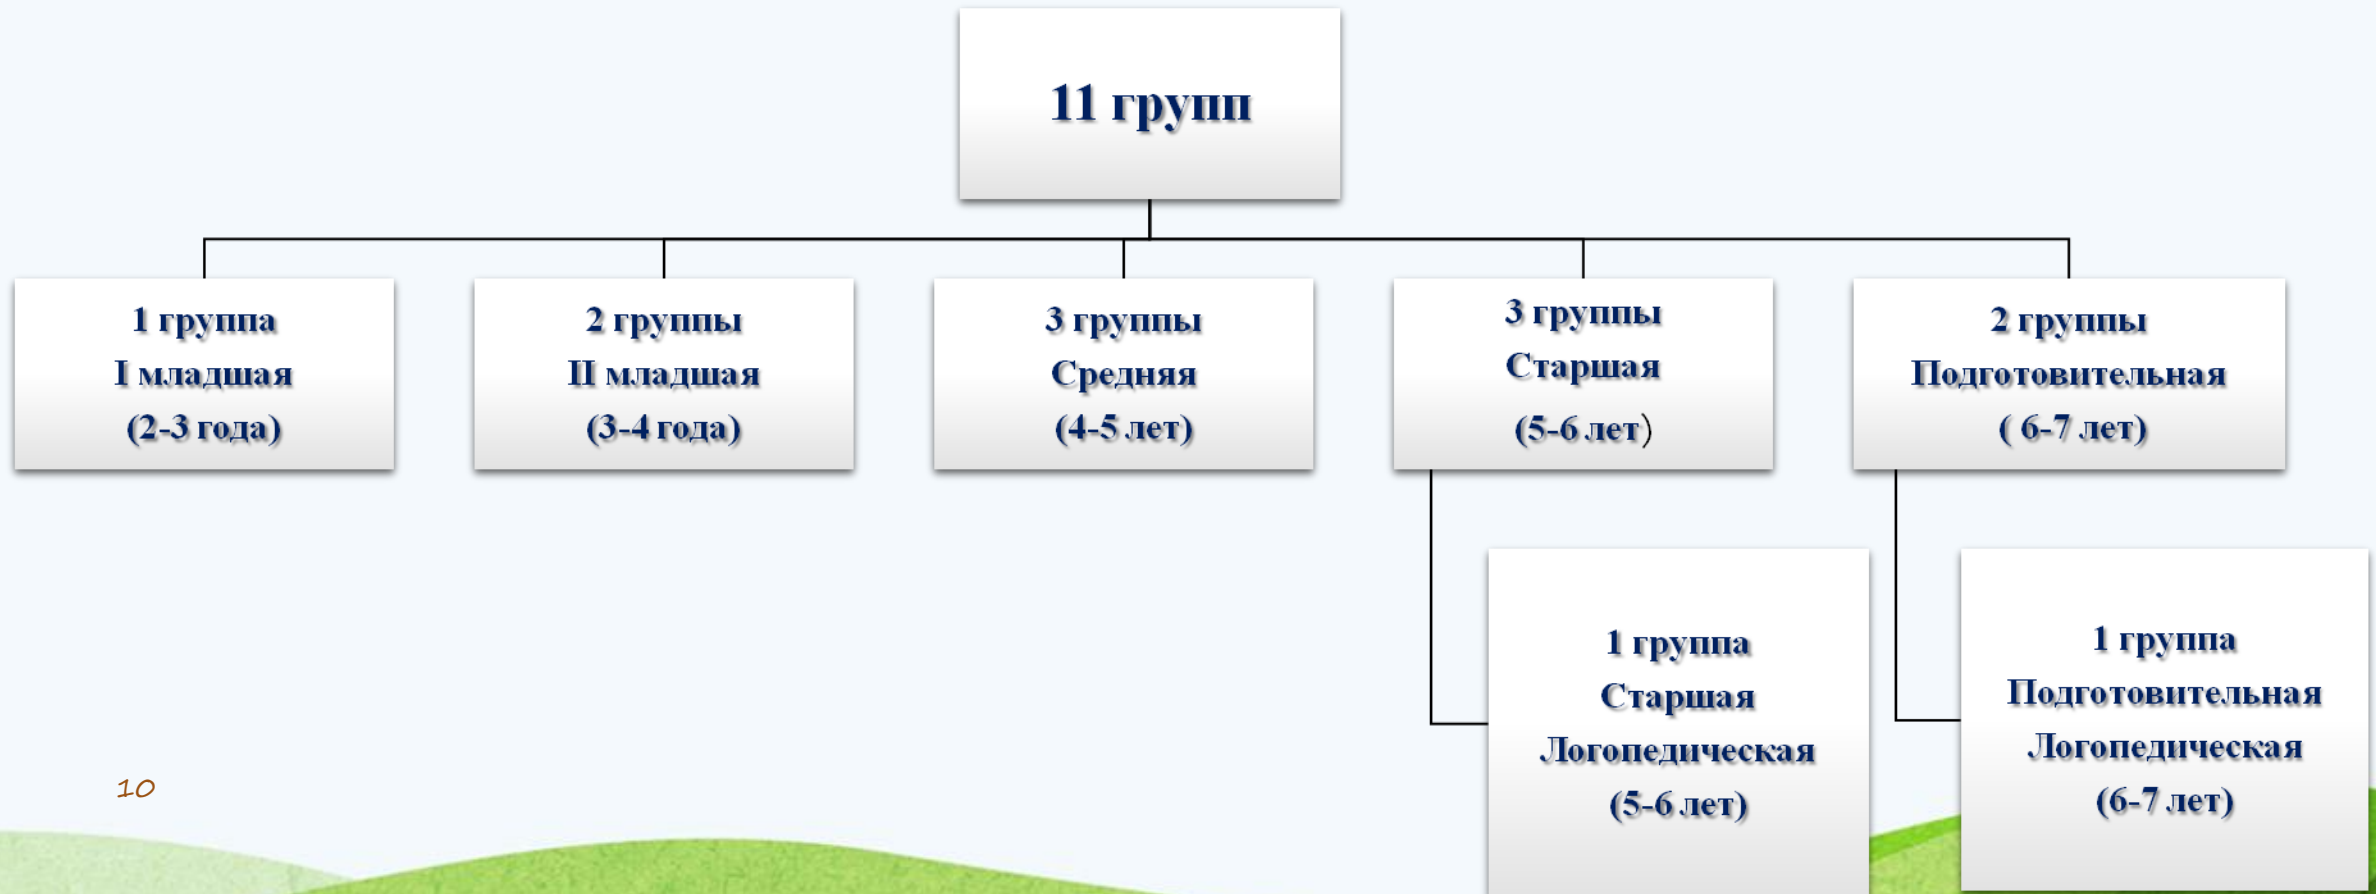 11 групп
1 группа
I младшая
(2-3 года)
2 группы
II младшая
(3-4 года)
3 группы
Средняя
(4-5 лет)
3 группы
Старшая
(5-6 лет)
2 группы
Подготовительная
( 6-7 лет)
1 группа
Старшая
Логопедическая
(5-6 лет)
1 группа
Подготовительная
Логопедическая
(6-7 лет)
10